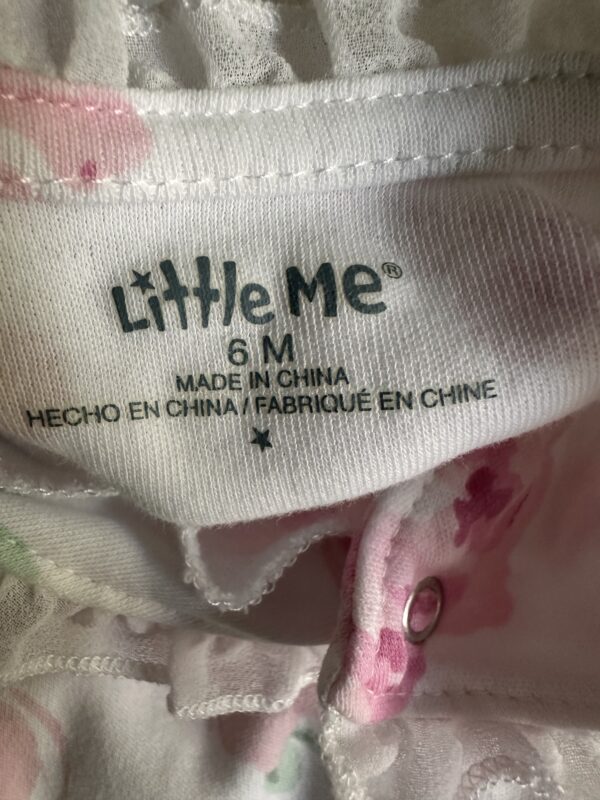 Little Me®
6 M
MADE IN CHINA
HECHO EN CHINA / FABRIQUÉ EN CHINE